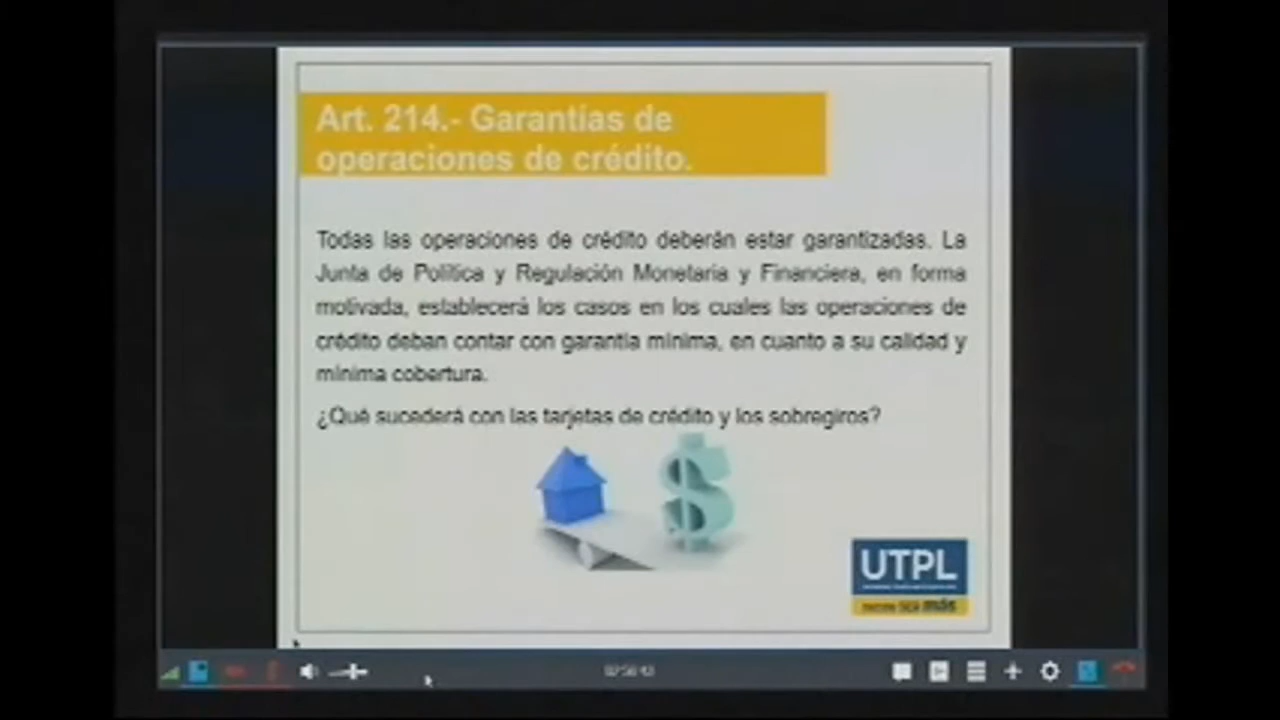 Art. 214.- Garantías de
operaciones de crédito.
Todas las operaciones de crédito deberán estar garantizadas. La
Junta de Política y Regulación Monetaria y Financiera, en forma
motivada, establecerá los casos en los cuales las operaciones de
crédito deban contar con garantía mínima, en cuanto a su calidad y
mínima cobertura.
¿Qué sucederá con las tarjetas de crédito y los sobregiros?
UTPL
más